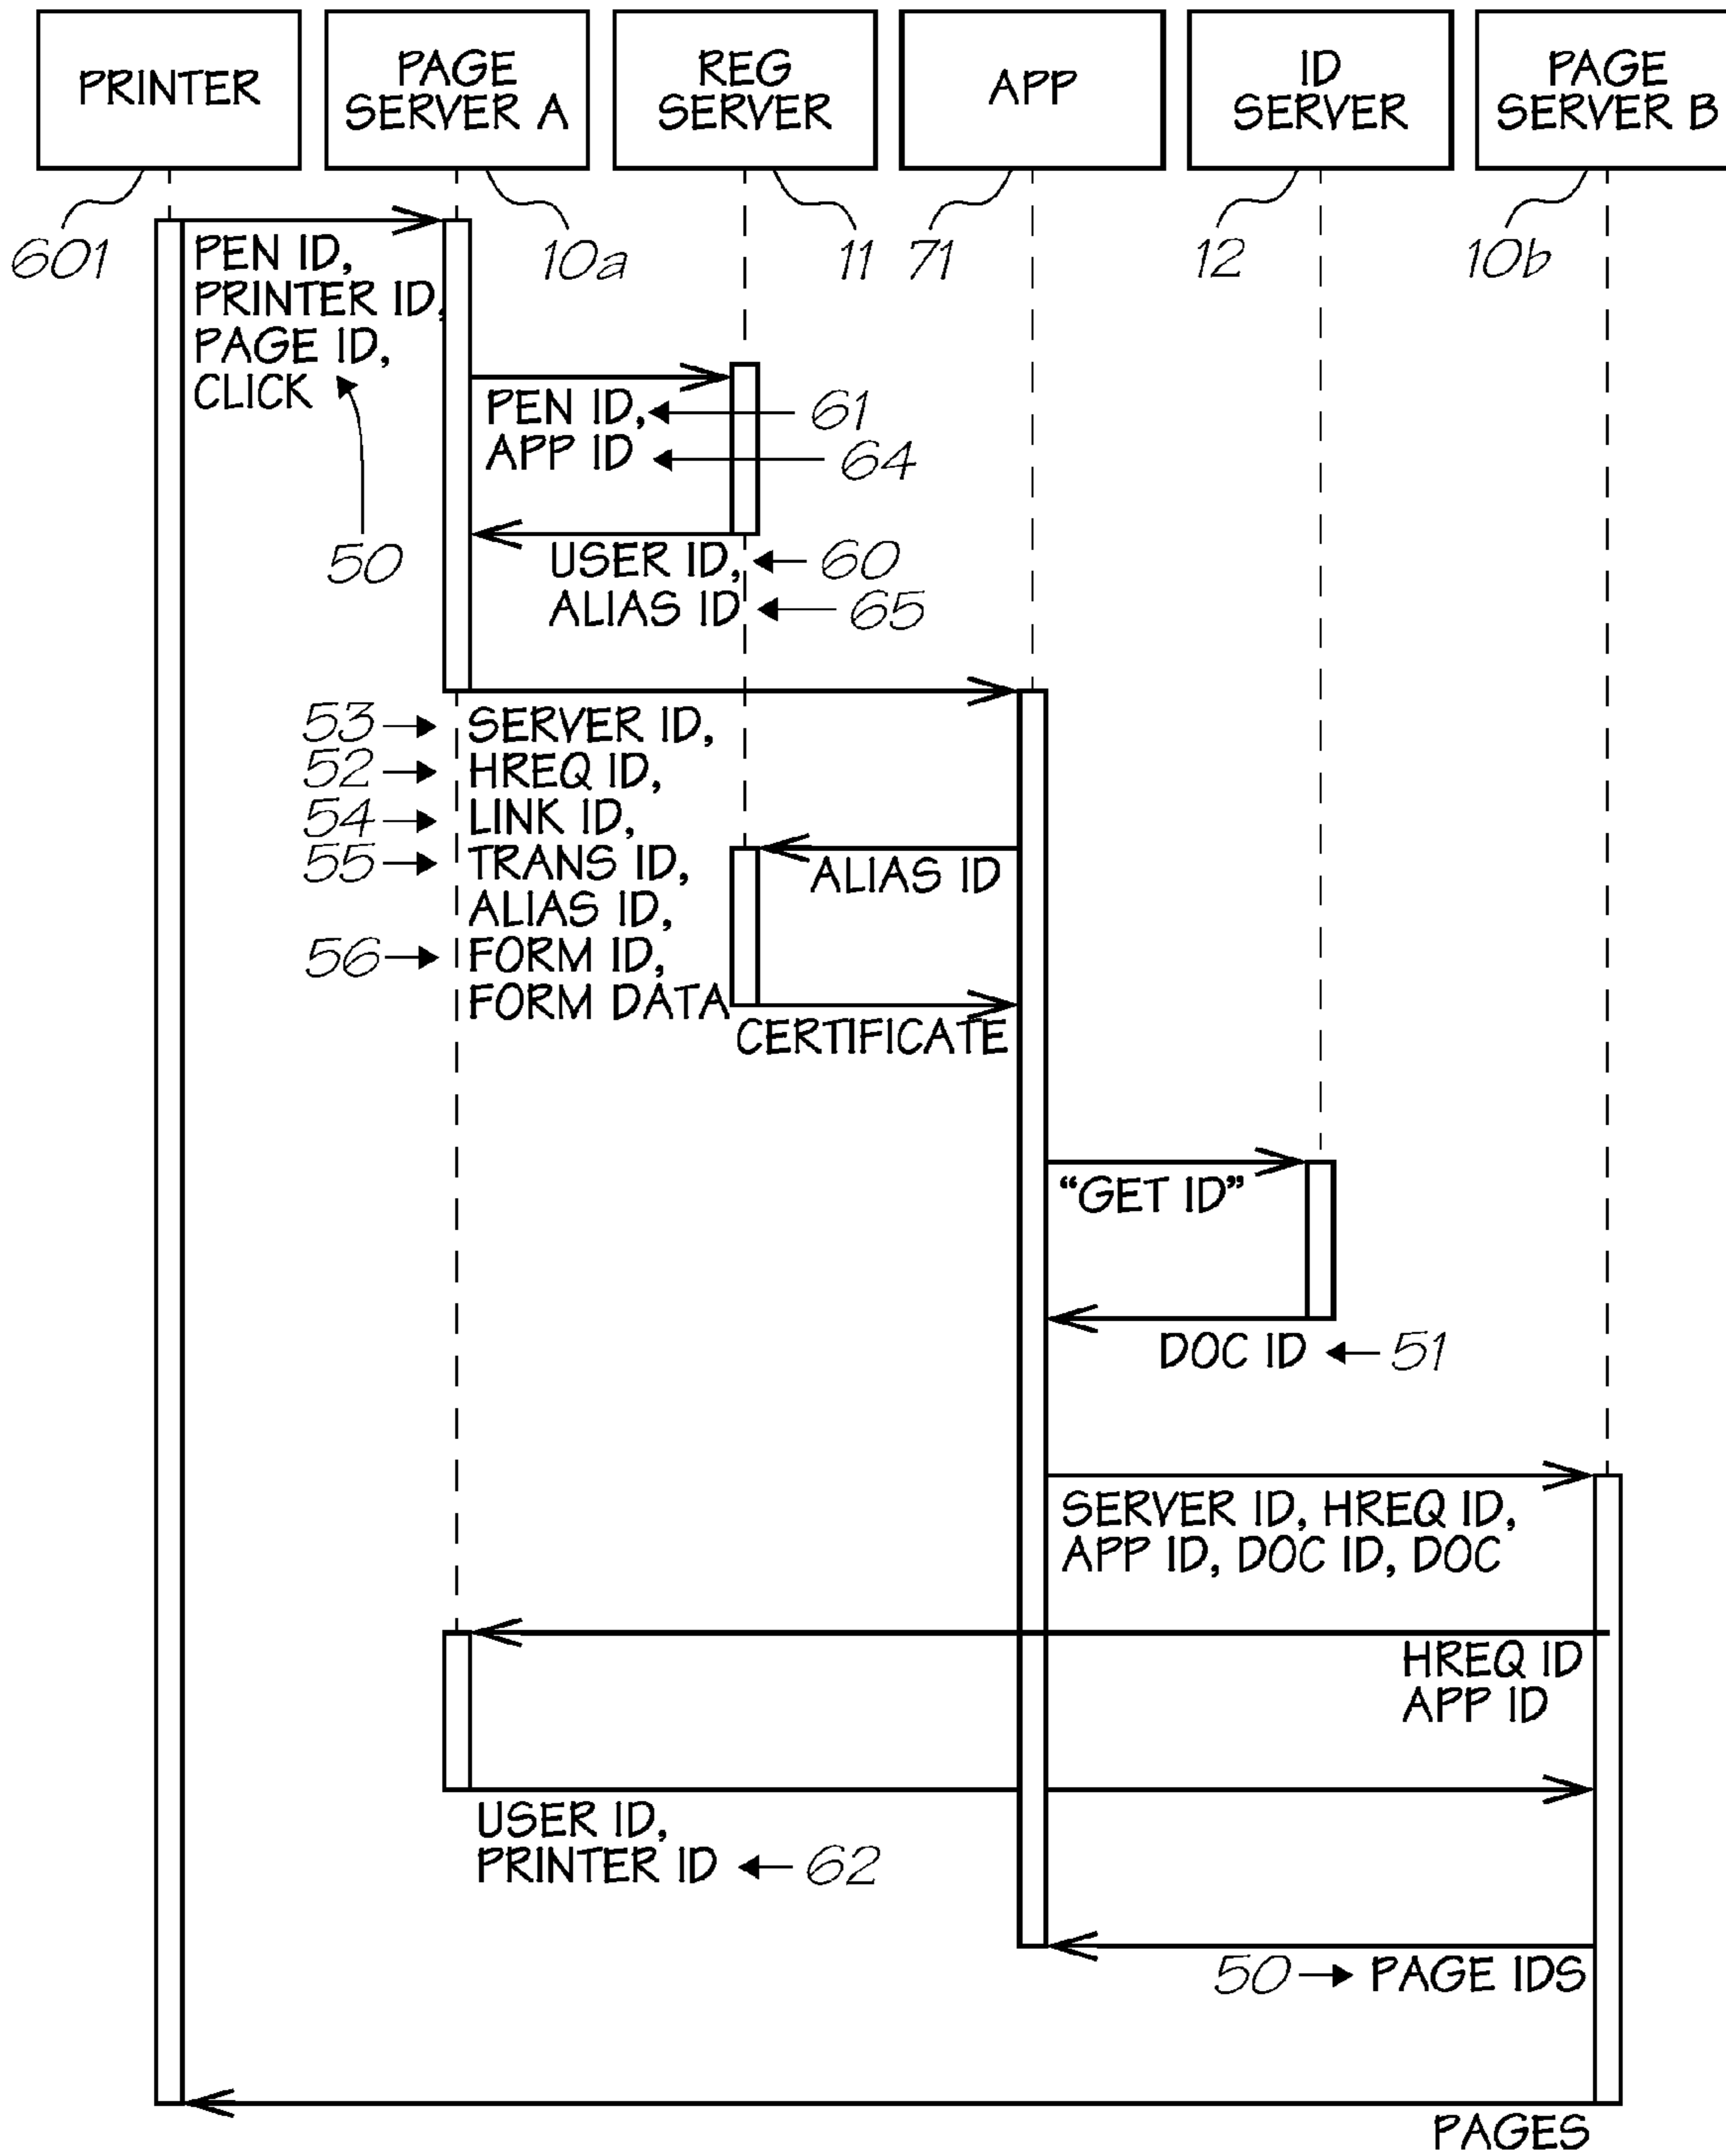 PRINTER
PAGE
SERVER A
REG
SERVER
APP
ID
SERVER
PAGE
SERVER B
601
10a
11
71
12
10b
PEN ID,
PRINTER ID,
PAGE ID,
CLICK
50
PEN ID,
61
APP ID
64
USER ID,
60
ALIAS ID
65
53
SERVER ID,
52
HREQ ID,
54
LINK ID,
55
TRANS ID,
ALIAS ID,
56
FORM ID,
FORM DATA
ALIAS ID
CERTIFICATE
“GET ID”
DOC ID
51
SERVER ID, HREQ ID,
APP ID, DOC ID, DOC
HREQ ID
APP ID
USER ID,
PRINTER ID
62
50
PAGE IDS
PAGES